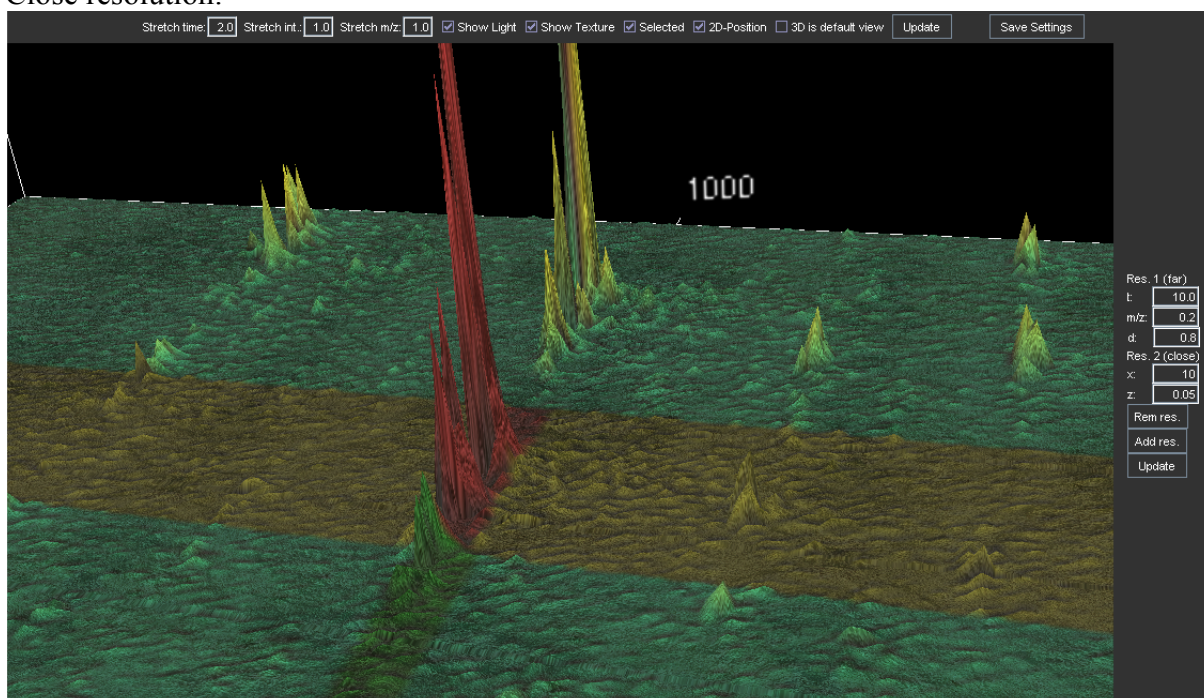 Close resolution:
Stretch time: 2.0 Stretch int.: 1.0 Stretch m/z: 1.0 Show Light Show Texture Selected 2D-Position 3D is default view Update Save Settings
1000
Res. 1 (far)
t: 10.0
m/z: 0.2
d: 0.8
Res. 2 (close)
x: 10
z: 0.05
Rem res.
Add res.
Update